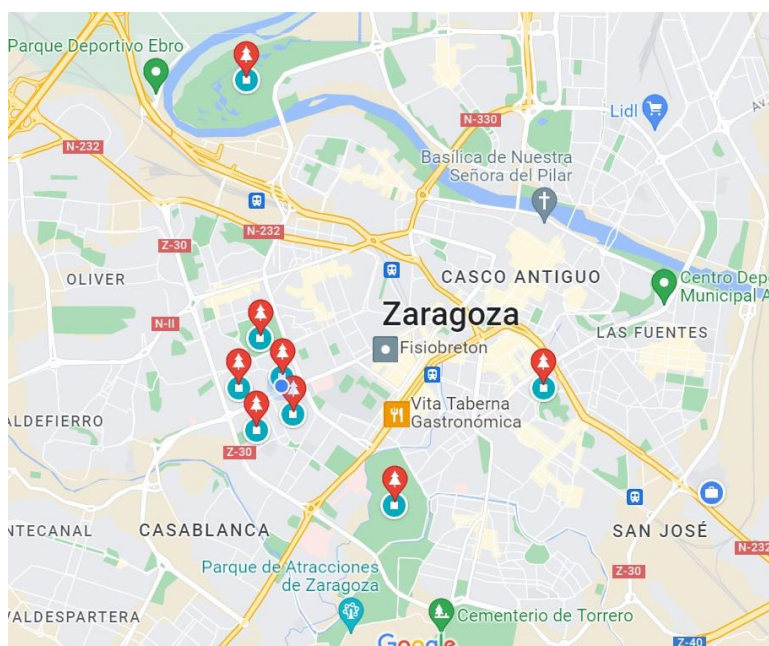 Parque Deportivo Ebro
Lidl
N-330
N-232
Basílica de Nuestra
Señora del Pilar
N-232
Z-30
OLIVER
CASCO ANTIGUO
Centro Dep
Municipal A
Zaragoza
N-II
LAS FUENTES
Fisiobreton
Vita Taberna
Gastronómica
ALDEFIERRO
Z-30
NTECANAL
CASABLANCA
SAN JOSÉ
N-232
Parque de Atracciones
de Zaragoza
Z-30
VALDESPARTERA
Cementerio de Torrero
Google
Z-40